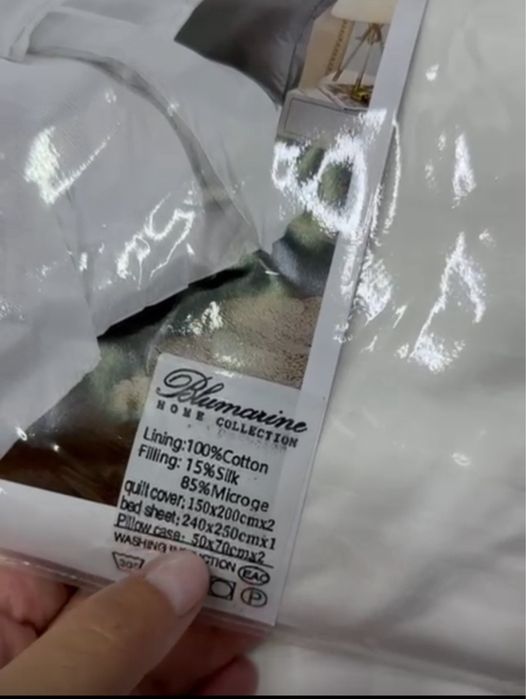 Blumarine
HOME COLLECTION
Lining:100%Cotton
Filling: 15%Silk
85%Microge
quilt cover: 150x200cmx2
bed sheet: 240x250cmx1
Pillow case: 50x70cmx2
WASHING
30°
EAC
P